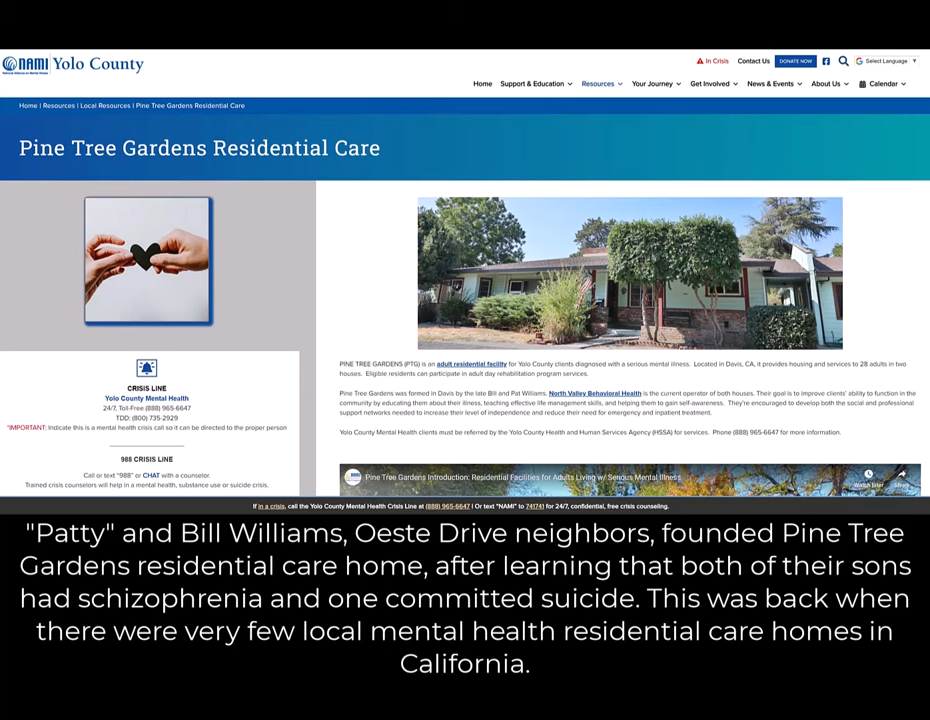 NAMI Yolo County
National Alliance on Mental Illness
In Crisis Contact Us DONATE NOW Select Language
Home Support & Education Resources Your Journey Get Involved News & Events About Us Calendar
Home | Resources | Local Resources | Pine Tree Gardens Residential Care
Pine Tree Gardens Residential Care
CRISIS LINE
Yolo County Mental Health
24/7, Toll-Free (888) 965-6647
TDD: (800) 735-2929
*IMPORTANT: Indicate this is a mental health crisis call so it can be directed to the proper person
988 CRISIS LINE
Call or text "988" or CHAT with a counselor.
Trained crisis counselors will help in a mental health, substance use or suicide crisis.
PINE TREE GARDENS (PTG) is an adult residential facility for Yolo County clients diagnosed with a serious mental illness. Located in Davis, CA, it provides housing and services to 28 adults in two
houses. Eligible residents can participate in adult day rehabilitation program services.
Pine Tree Gardens was formed in Davis by the late Bill and Pat Williams, North Valley Behavioral Health is the current operator of both houses. Their goal is to improve clients' ability to function in the
community by educating them about their illness, teaching effective life management skills, and helping them to gain self-awareness. They're encouraged to develop both the social and professional
support networks needed to increase their level of independence and reduce their need for emergency and inpatient treatment.
Yolo County Mental Health clients must be referred by the Yolo County Health and Human Services Agency (HSSA) for services. Phone (888) 965-6647 for more information.
Pine Tree Gardens Introduction: Residential Facilities for Adults Living w/ Serious Mental Illness
Watch later Share
If in a crisis, call the Yolo County Mental Health Crisis Line at (888) 965-6647 | Or text "NAMI" to 741741 for 24/7, confidential, free crisis counseling.
"Patty" and Bill Williams, Oeste Drive neighbors, founded Pine Tree
Gardens residential care home, after learning that both of their sons
had schizophrenia and one committed suicide. This was back when
there were very few local mental health residential care homes in
California.